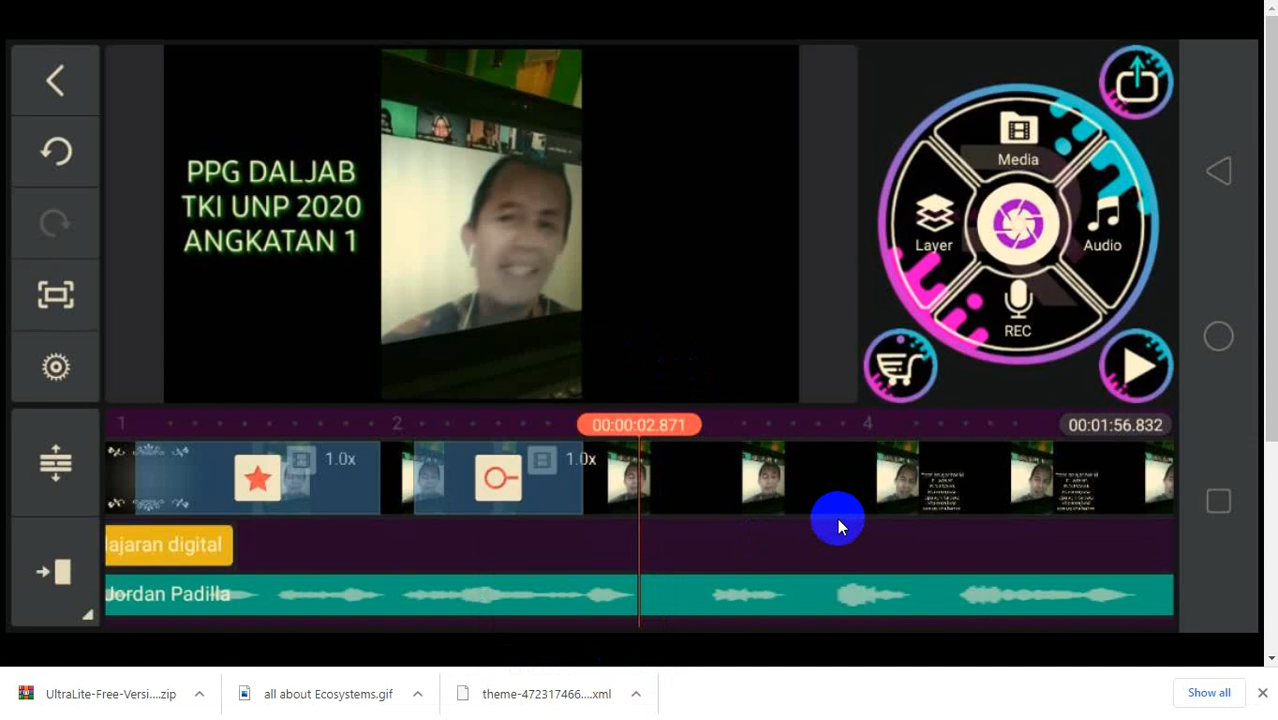 PPG DALJAB
TKI UNP 2020
ANGKATAN 1
Media
Layer
Audio
REC
1
2
00:00:02.871
4
00:01:56.832
1.0x
1.0x
lajaran digital
Jordan Padilla
UltraLite-Free-Versi....zip
all about Ecosystems.gif
theme-472317466....xml
Show all